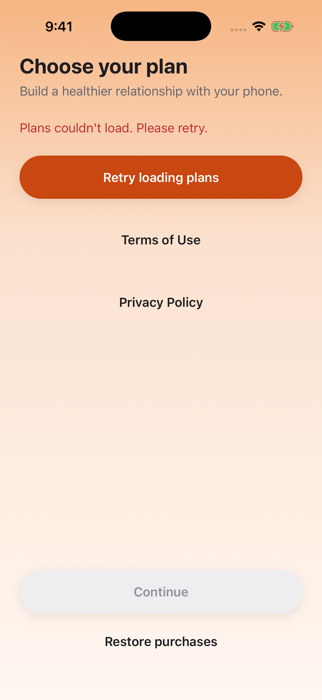 9:41
Choose your plan
Build a healthier relationship with your phone.
Plans couldn't load. Please retry.
Retry loading plans
Terms of Use
Privacy Policy
Continue
Restore purchases